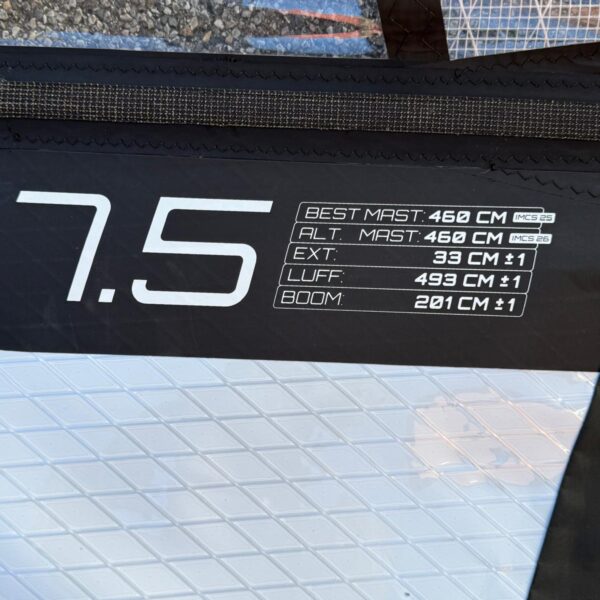 7.5
BEST MAST: 460 CM IMCS 25
ALT. MAST: 460 CM IMCS 26
EXT: 33 CM ±1
LUFF: 493 CM ±1
BOOM: 201 CM ±1